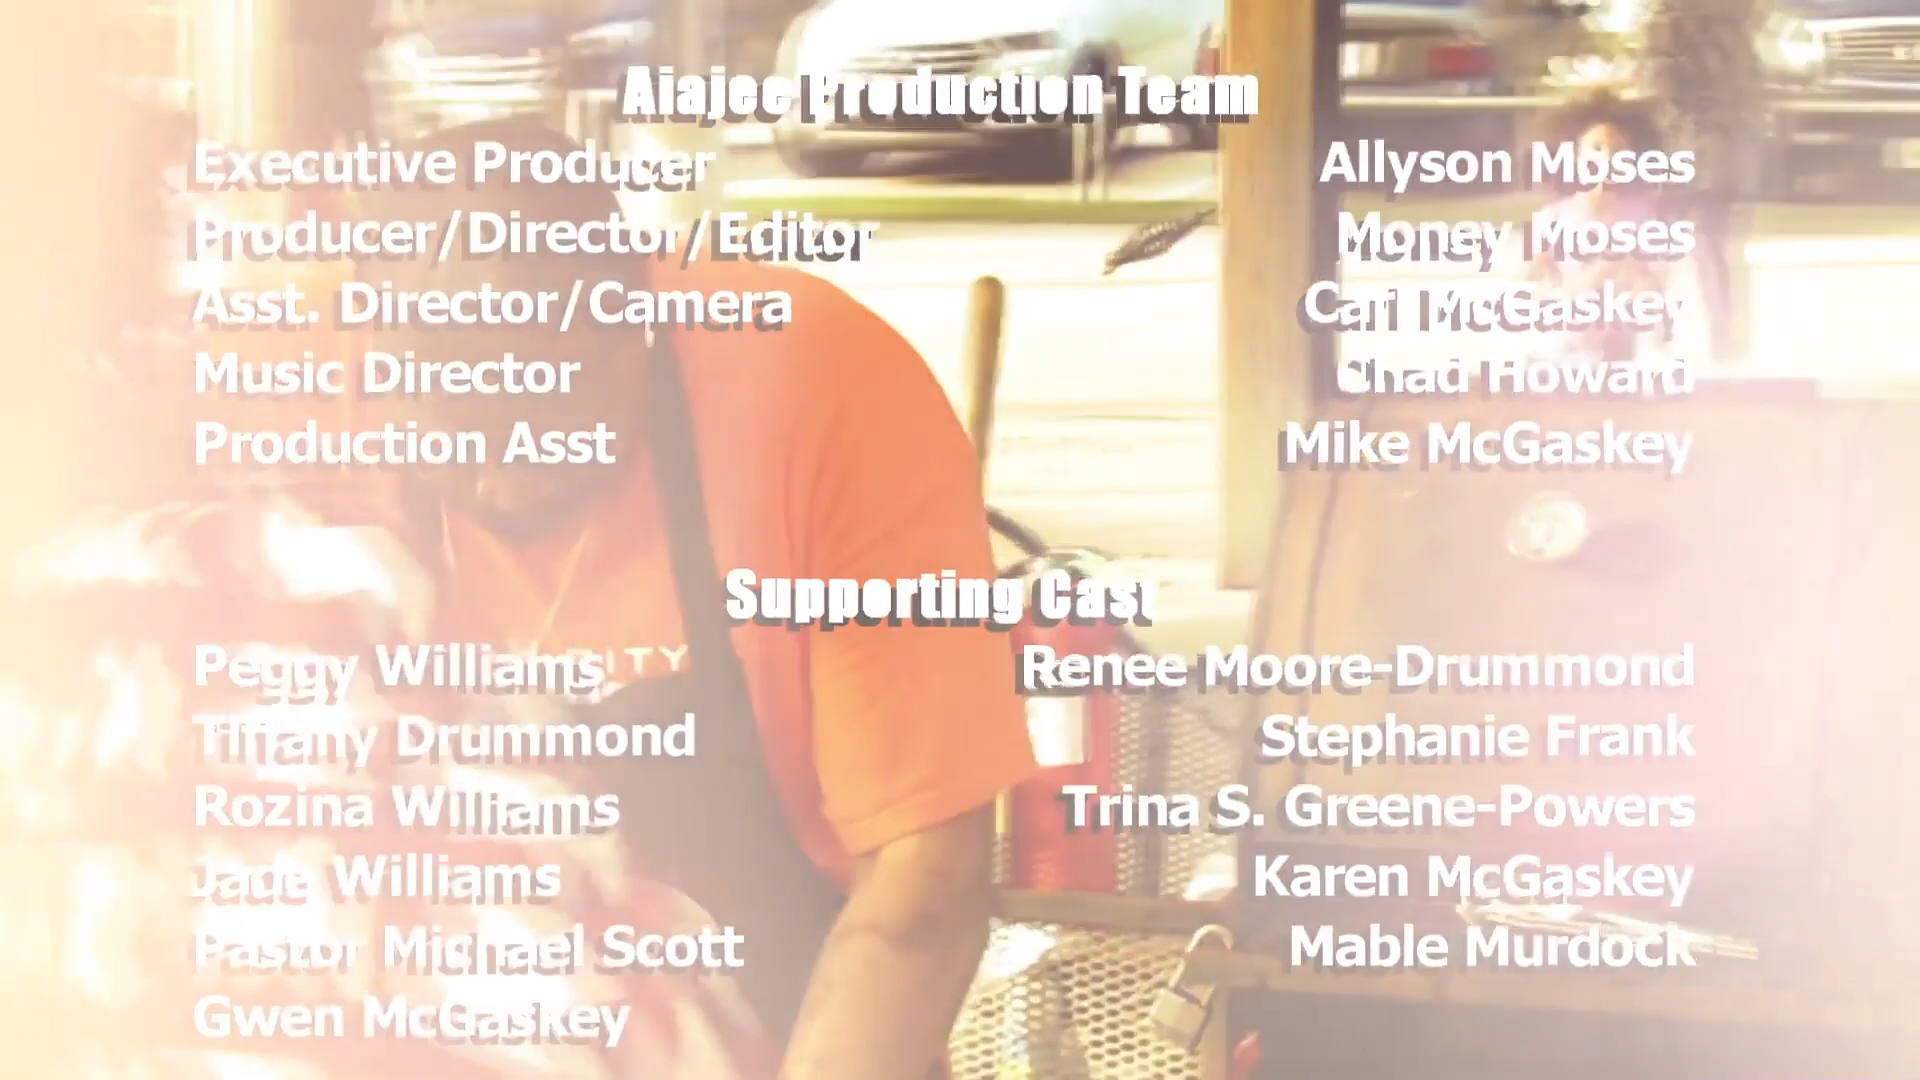 Aiajee Production Team
Executive Producer Allyson Moses
Producer/Director/Editor Money Moses
Asst. Director/Camera Carl McGaskey
Music Director Chad Howard
Production Asst Mike McGaskey
Supporting Cast
Peggy Williams Renee Moore-Drummond
Tiffany Drummond Stephanie Frank
Rozina Williams Trina S. Greene-Powers
Jade Williams Karen McGaskey
Pastor Michael Scott Mable Murdock
Gwen McGaskey